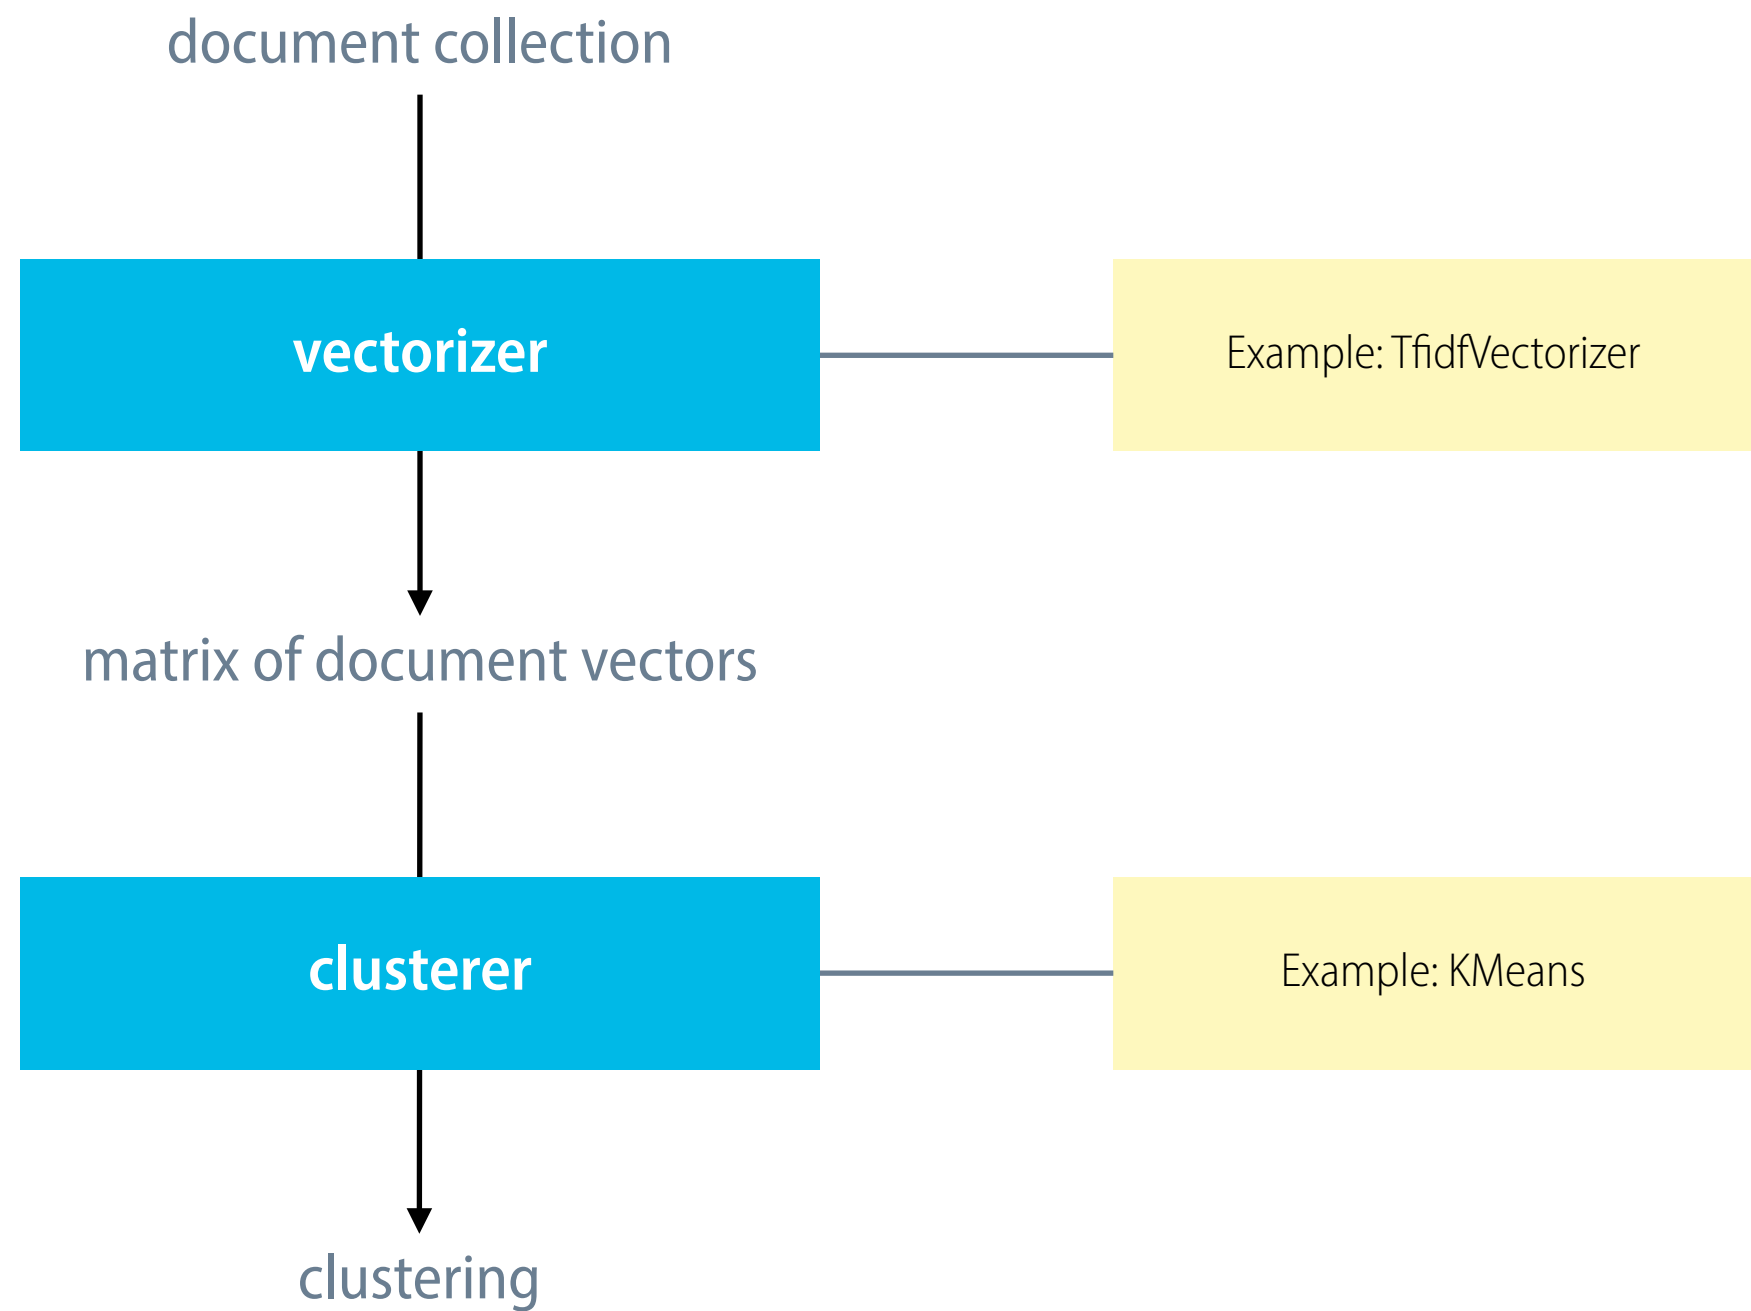 document collection
vectorizer
Example: TfidfVectorizer
matrix of document vectors
clusterer
Example: KMeans
clustering